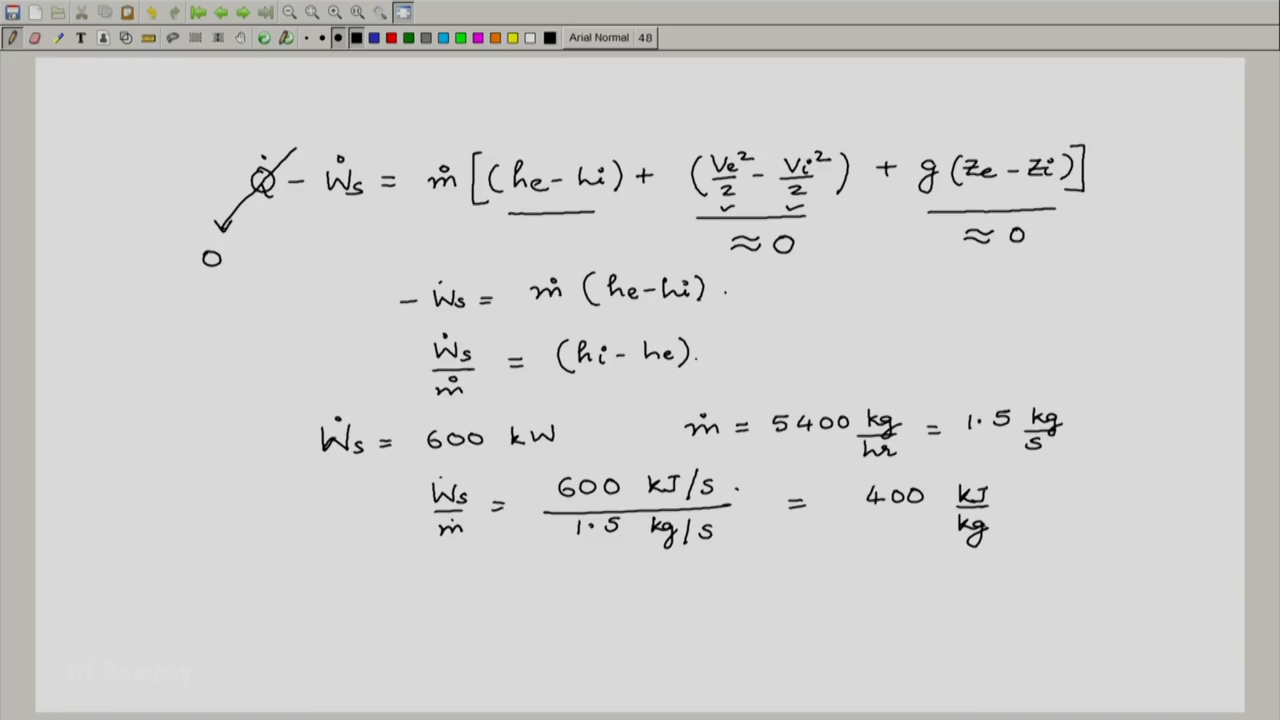 Arial Normal 48
Q̇ - Ẇs = ṁ [(he - hi) + (Ve²/2 - Vi²/2) + g (Ze - Zi)]
0 ≈ 0 ≈ 0
- Ẇs = ṁ (he - hi).
Ẇs/ṁ = (hi - he).
Ẇs = 600 kW ṁ = 5400 kg/hr = 1.5 kg/s
Ẇs/ṁ = 600 kJ/s / 1.5 kg/s = 400 kJ/kg
IIT Bombay